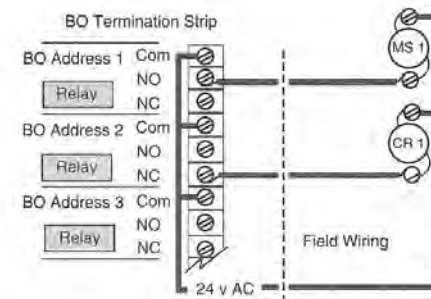 BO Termination Strip
BO Address 1 Com
NO
Relay
NC
BO Address 2 Com
NO
Relay
NC
BO Address 3 Com
NO
Relay
NC
MS 1
CR 1
Field Wiring
24 v AC